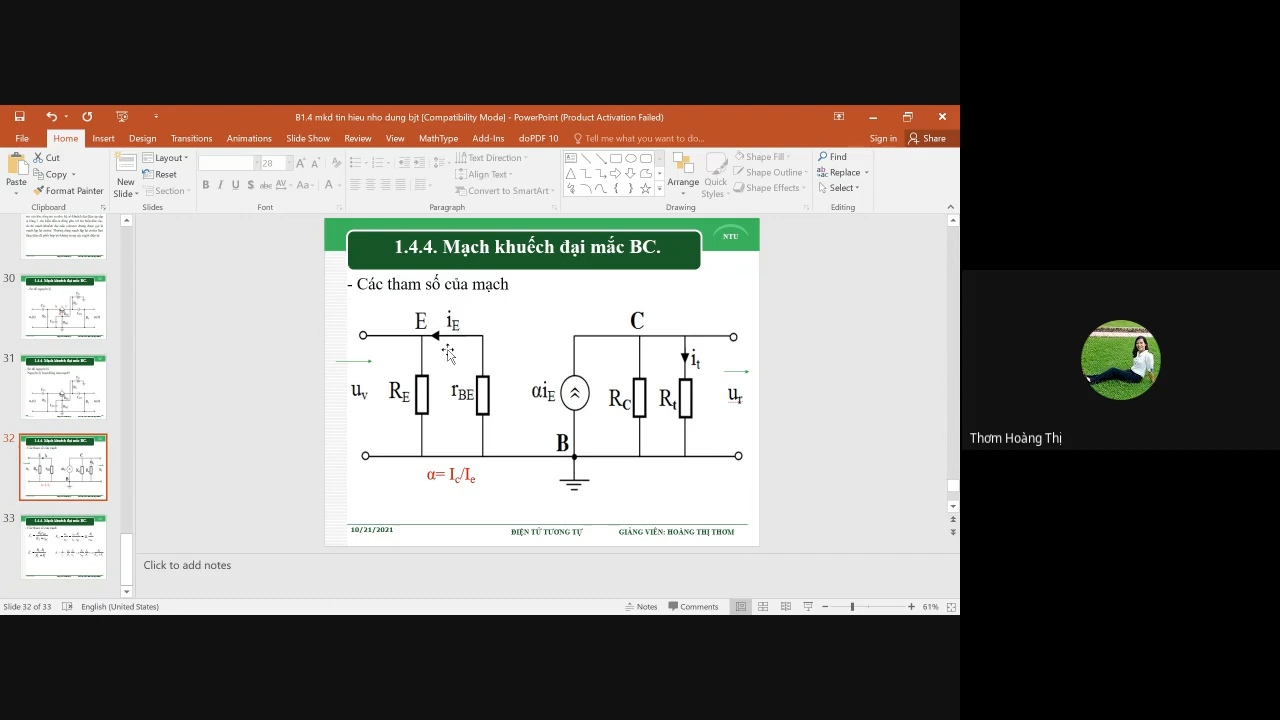 B1.4 mkd tin hieu nho dung bjt [Compatibility Mode] - PowerPoint (Product Activation Failed)
File Home Insert Design Transitions Animations Slide Show Review View MathType Add-Ins doPDF 10 Tell me what you want to do... Sign in Share
Paste Cut Copy Format Painter Clipboard
New Slide Layout Reset Section Slides
28 Font
Text Direction Align Text Convert to SmartArt Paragraph
Arrange Quick Styles Shape Fill Shape Outline Shape Effects Drawing
Find Replace Select Editing
30
31
32
33
1.4.4. Mạch khuếch đại mắc BC.
NTU
- Các tham số của mạch
E iE C
it
uv RE rBE αiE RC Rt ur
B
α= Ic/Ie
10/21/2021 ĐIỆN TỬ TƯƠNG TỰ GIẢNG VIÊN: HOÀNG THỊ THƠM
Click to add notes
Slide 32 of 33 English (United States) Notes Comments 61%
Thơm Hoàng Thị